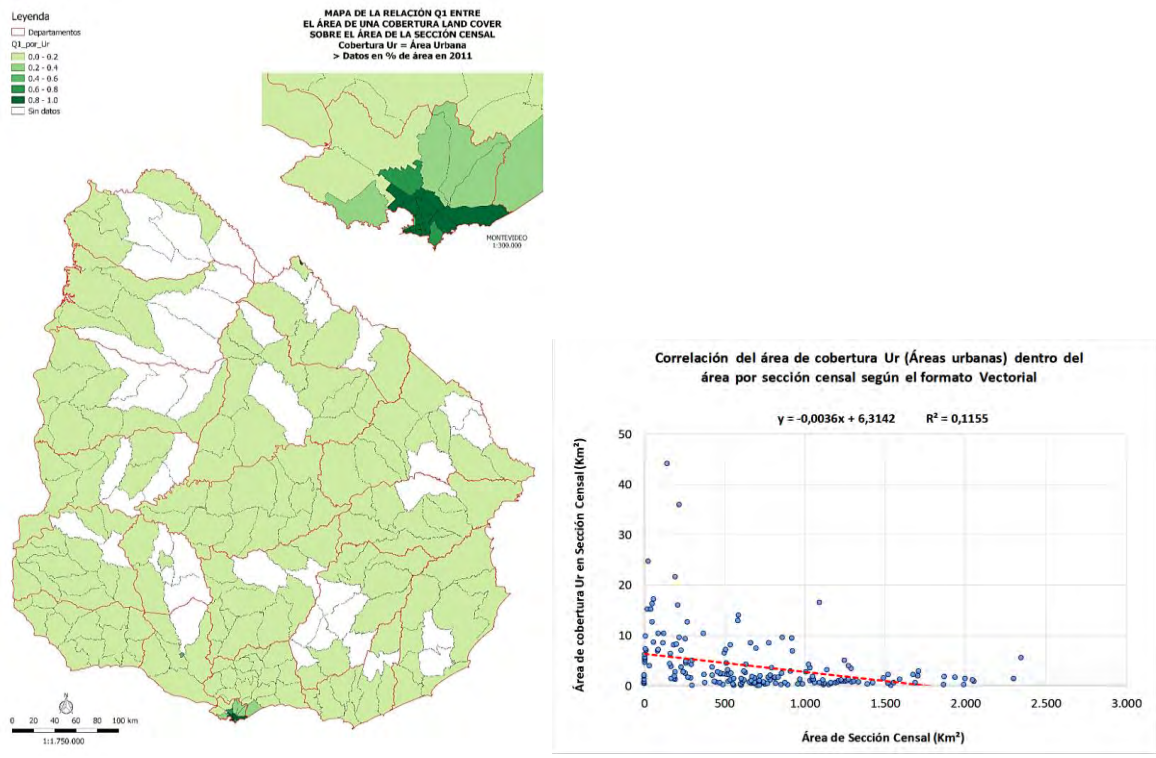 Leyenda
Departamentos
Q1_por_Ur
0.0 - 0.2
0.2 - 0.4
0.4 - 0.6
0.6 - 0.8
0.8 - 1.0
Sin datos
MAPA DE LA RELACIÓN Q1 ENTRE
EL ÁREA DE UNA COBERTURA LAND COVER
SOBRE EL ÁREA DE LA SECCIÓN CENSAL
Cobertura Ur = Área Urbana
> Datos en % de área en 2011
MONTEVIDEO
1:300.000
N
0 20 40 60 80 100 km
1:1.750.000
Correlación del área de cobertura Ur (Áreas urbanas) dentro del
área por sección censal según el formato Vectorial
y = -0,0036x + 6,3142 R² = 0,1155
Área de cobertura Ur en Sección Censal (Km²)
50
40
30
20
10
0
0 500 1.000 1.500 2.000 2.500 3.000
Área de Sección Censal (Km²)